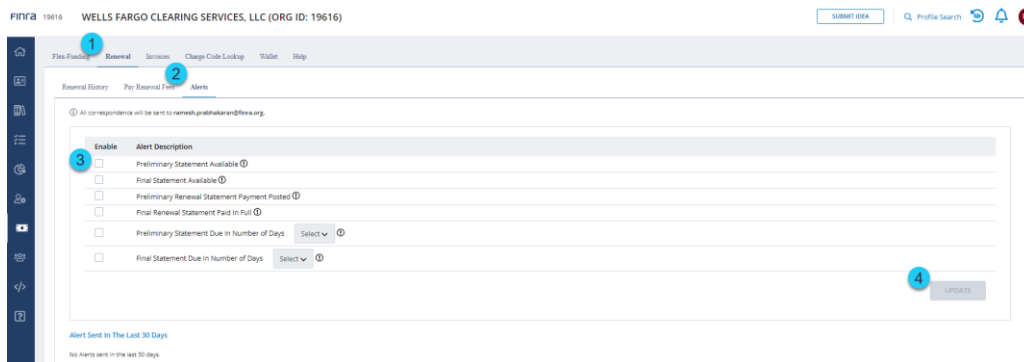 Finra 19616 WELLS FARGO CLEARING SERVICES, LLC (ORG ID: 19616) SUBMIT IDEA Profile Search
1
Flex-Funding Renewal Invoices Charge Code Lookup Wallet Help
2
Renewal History Pay Renewal Fees Alerts
All correspondence will be sent to ramesh.prabhakaran@finra.org.
Enable Alert Description
3
Preliminary Statement Available
Final Statement Available
Preliminary Renewal Statement Payment Posted
Final Renewal Statement Paid In Full
Preliminary Statement Due In Number of Days Select
Final Statement Due In Number of Days Select
4
UPDATE
Alert Sent In The Last 30 Days
No Alerts sent in the last 30 days.